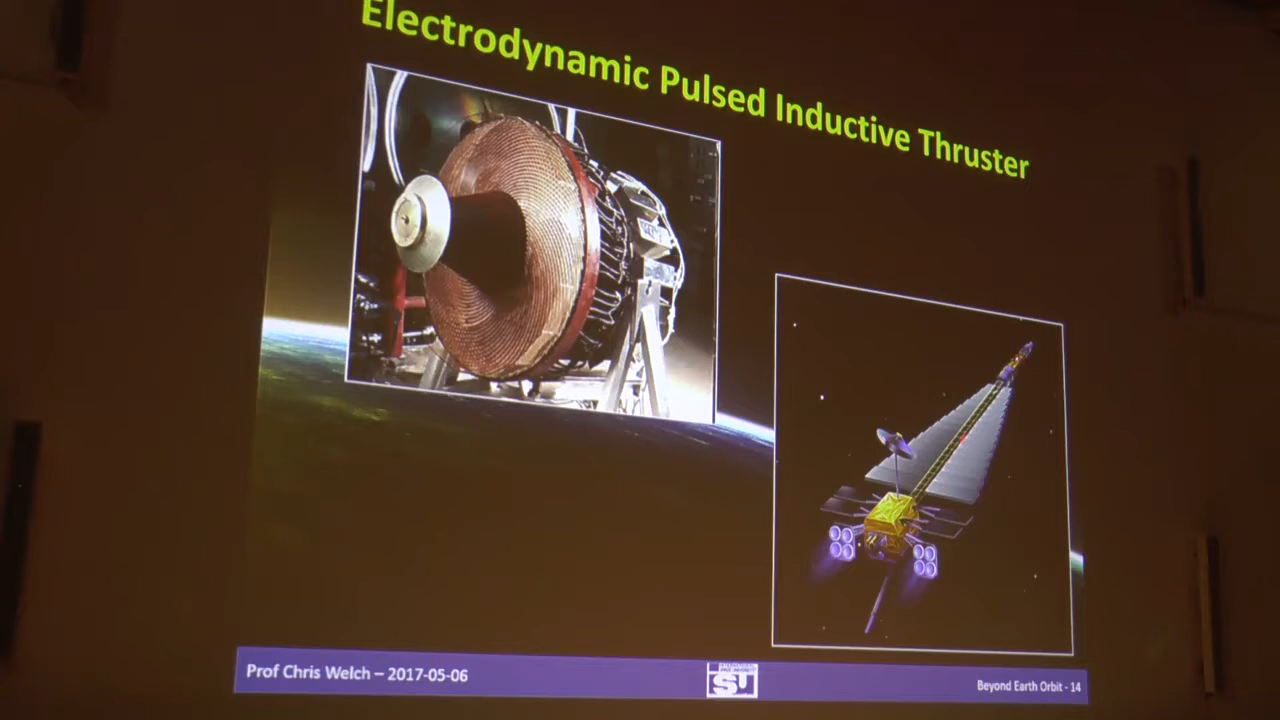 Electrodynamic Pulsed Inductive Thruster
Prof Chris Welch – 2017-05-06
Beyond Earth Orbit - 14